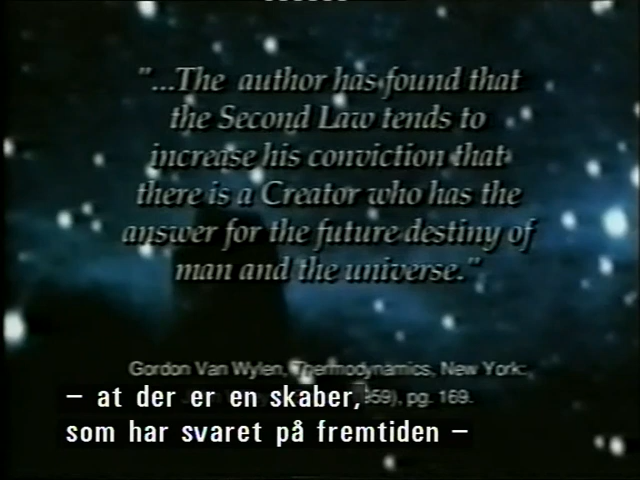 "...The author has found that
the Second Law tends to
increase his conviction that
there is a Creator who has the
answer for the future destiny of
man and the universe."
Gordon Van Wylen, Thermodynamics, New York:
959), pg. 169.
– at der er en skaber,
som har svaret på fremtiden –